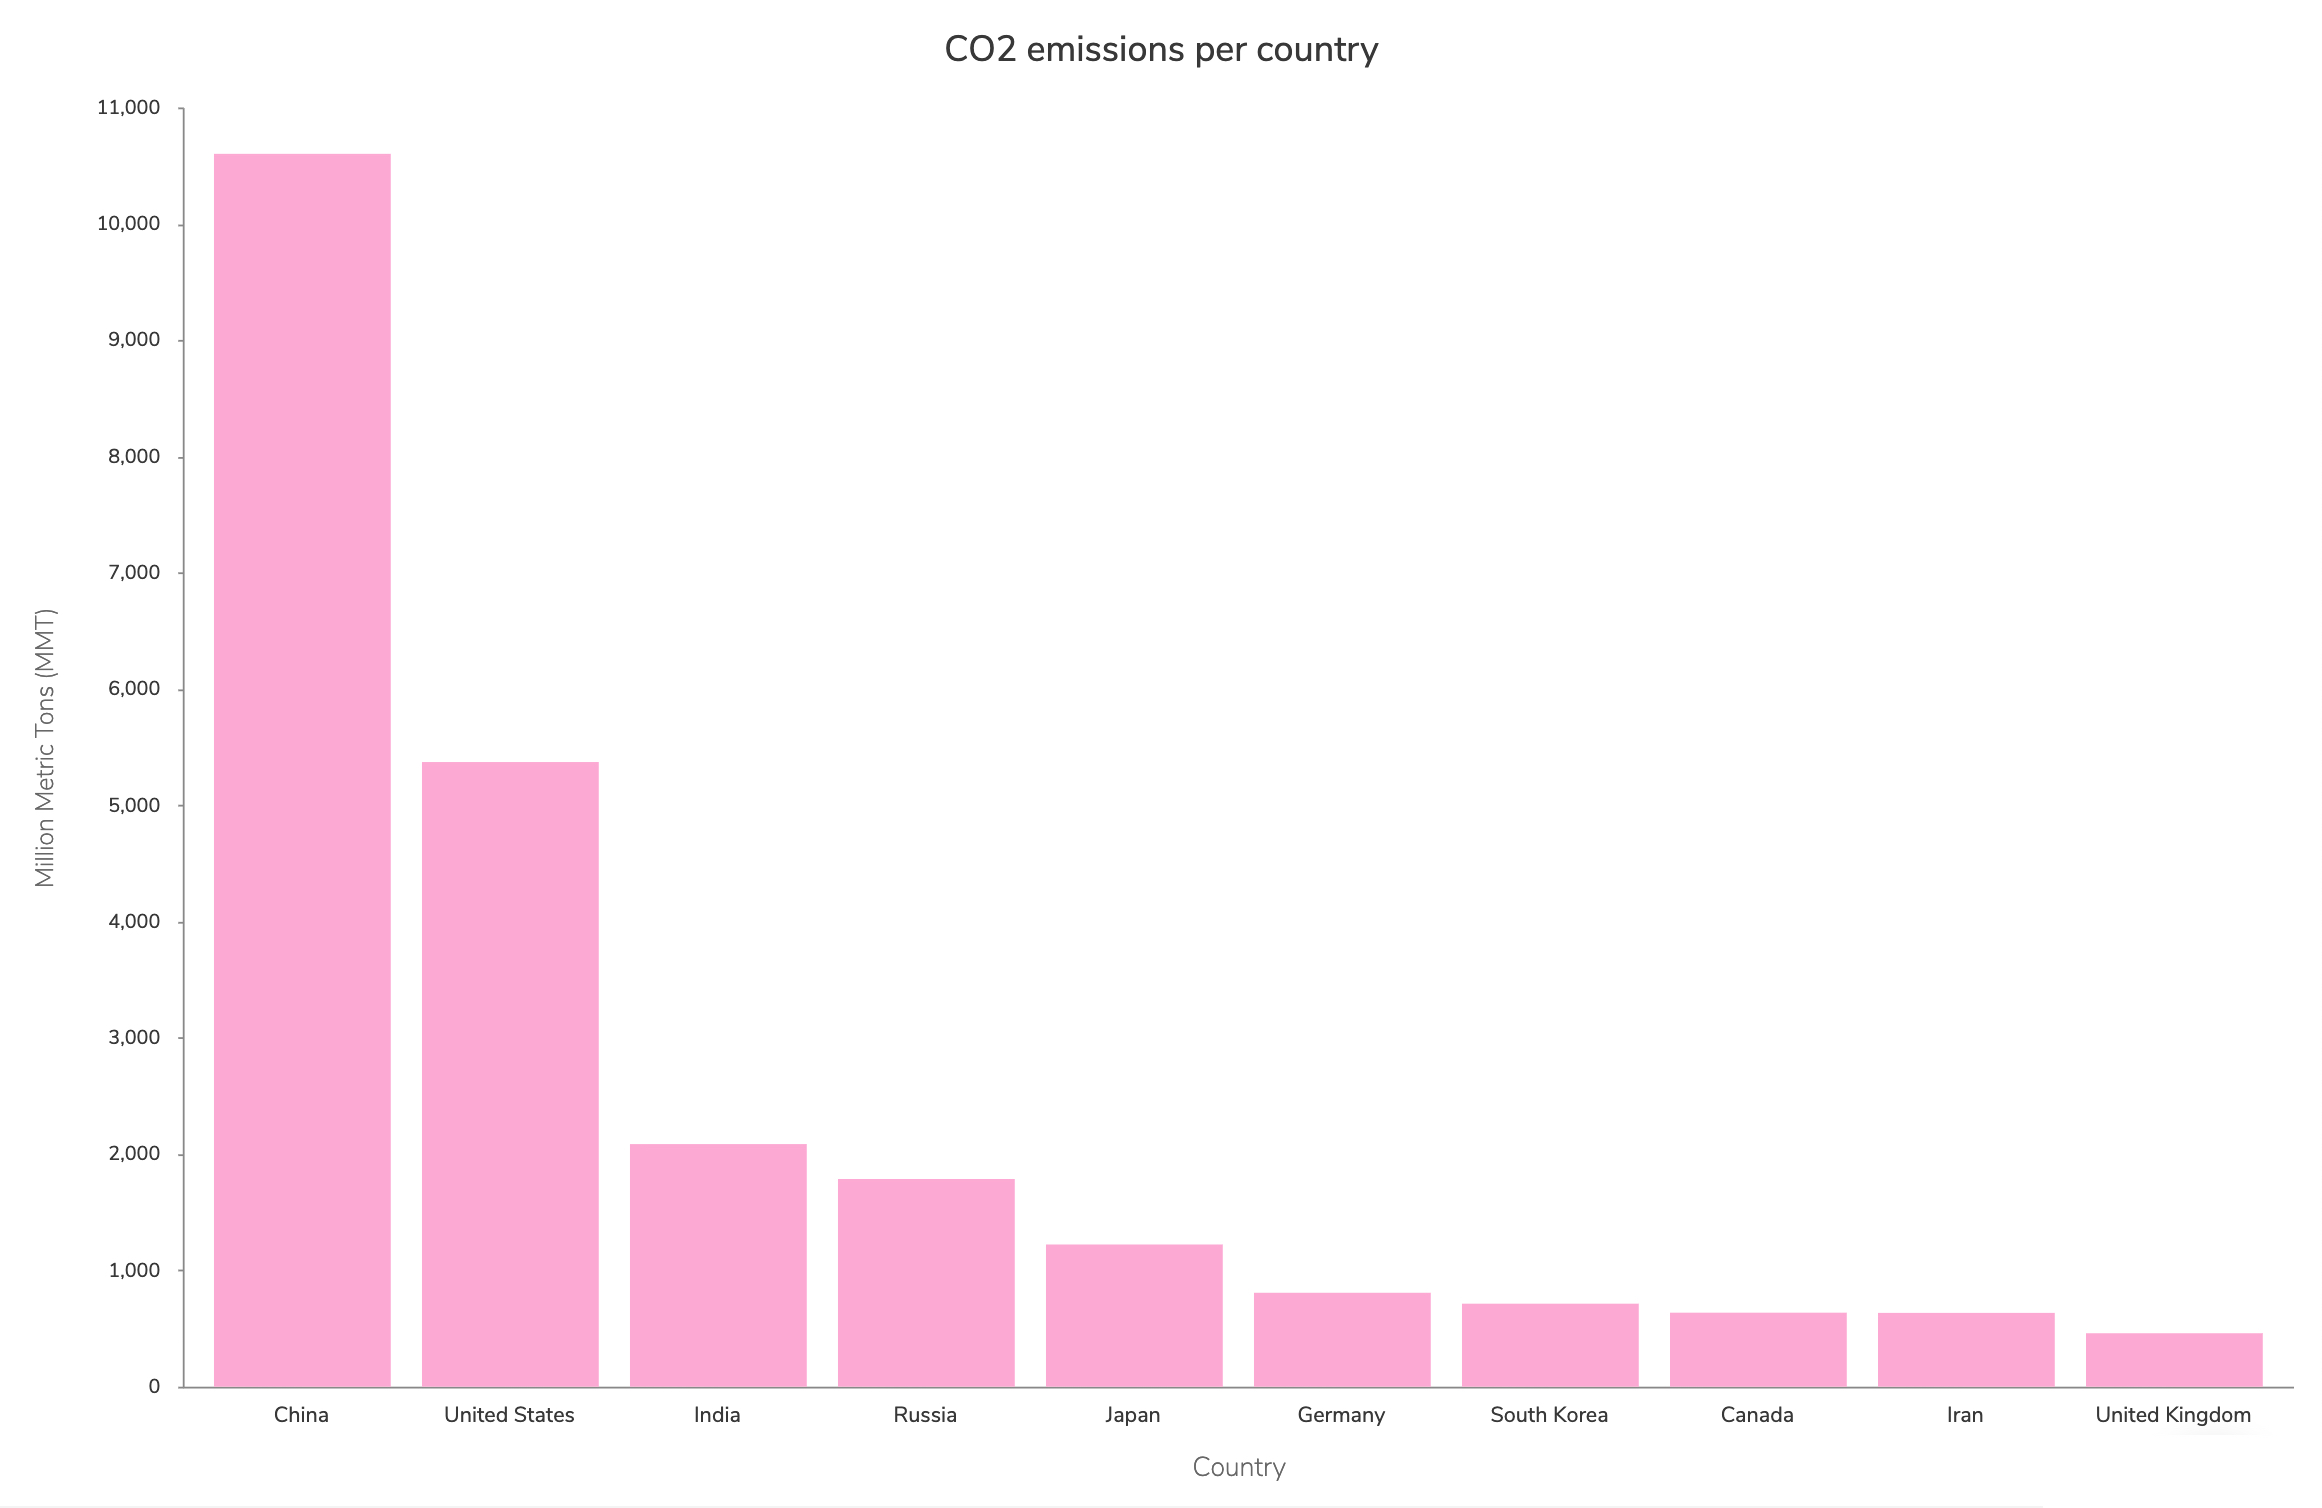 CO2 emissions per country
11,000
10,000
9,000
8,000
7,000
6,000
5,000
4,000
3,000
2,000
1,000
0
Million Metric Tons (MMT)
China
United States
India
Russia
Japan
Germany
South Korea
Canada
Iran
United Kingdom
Country